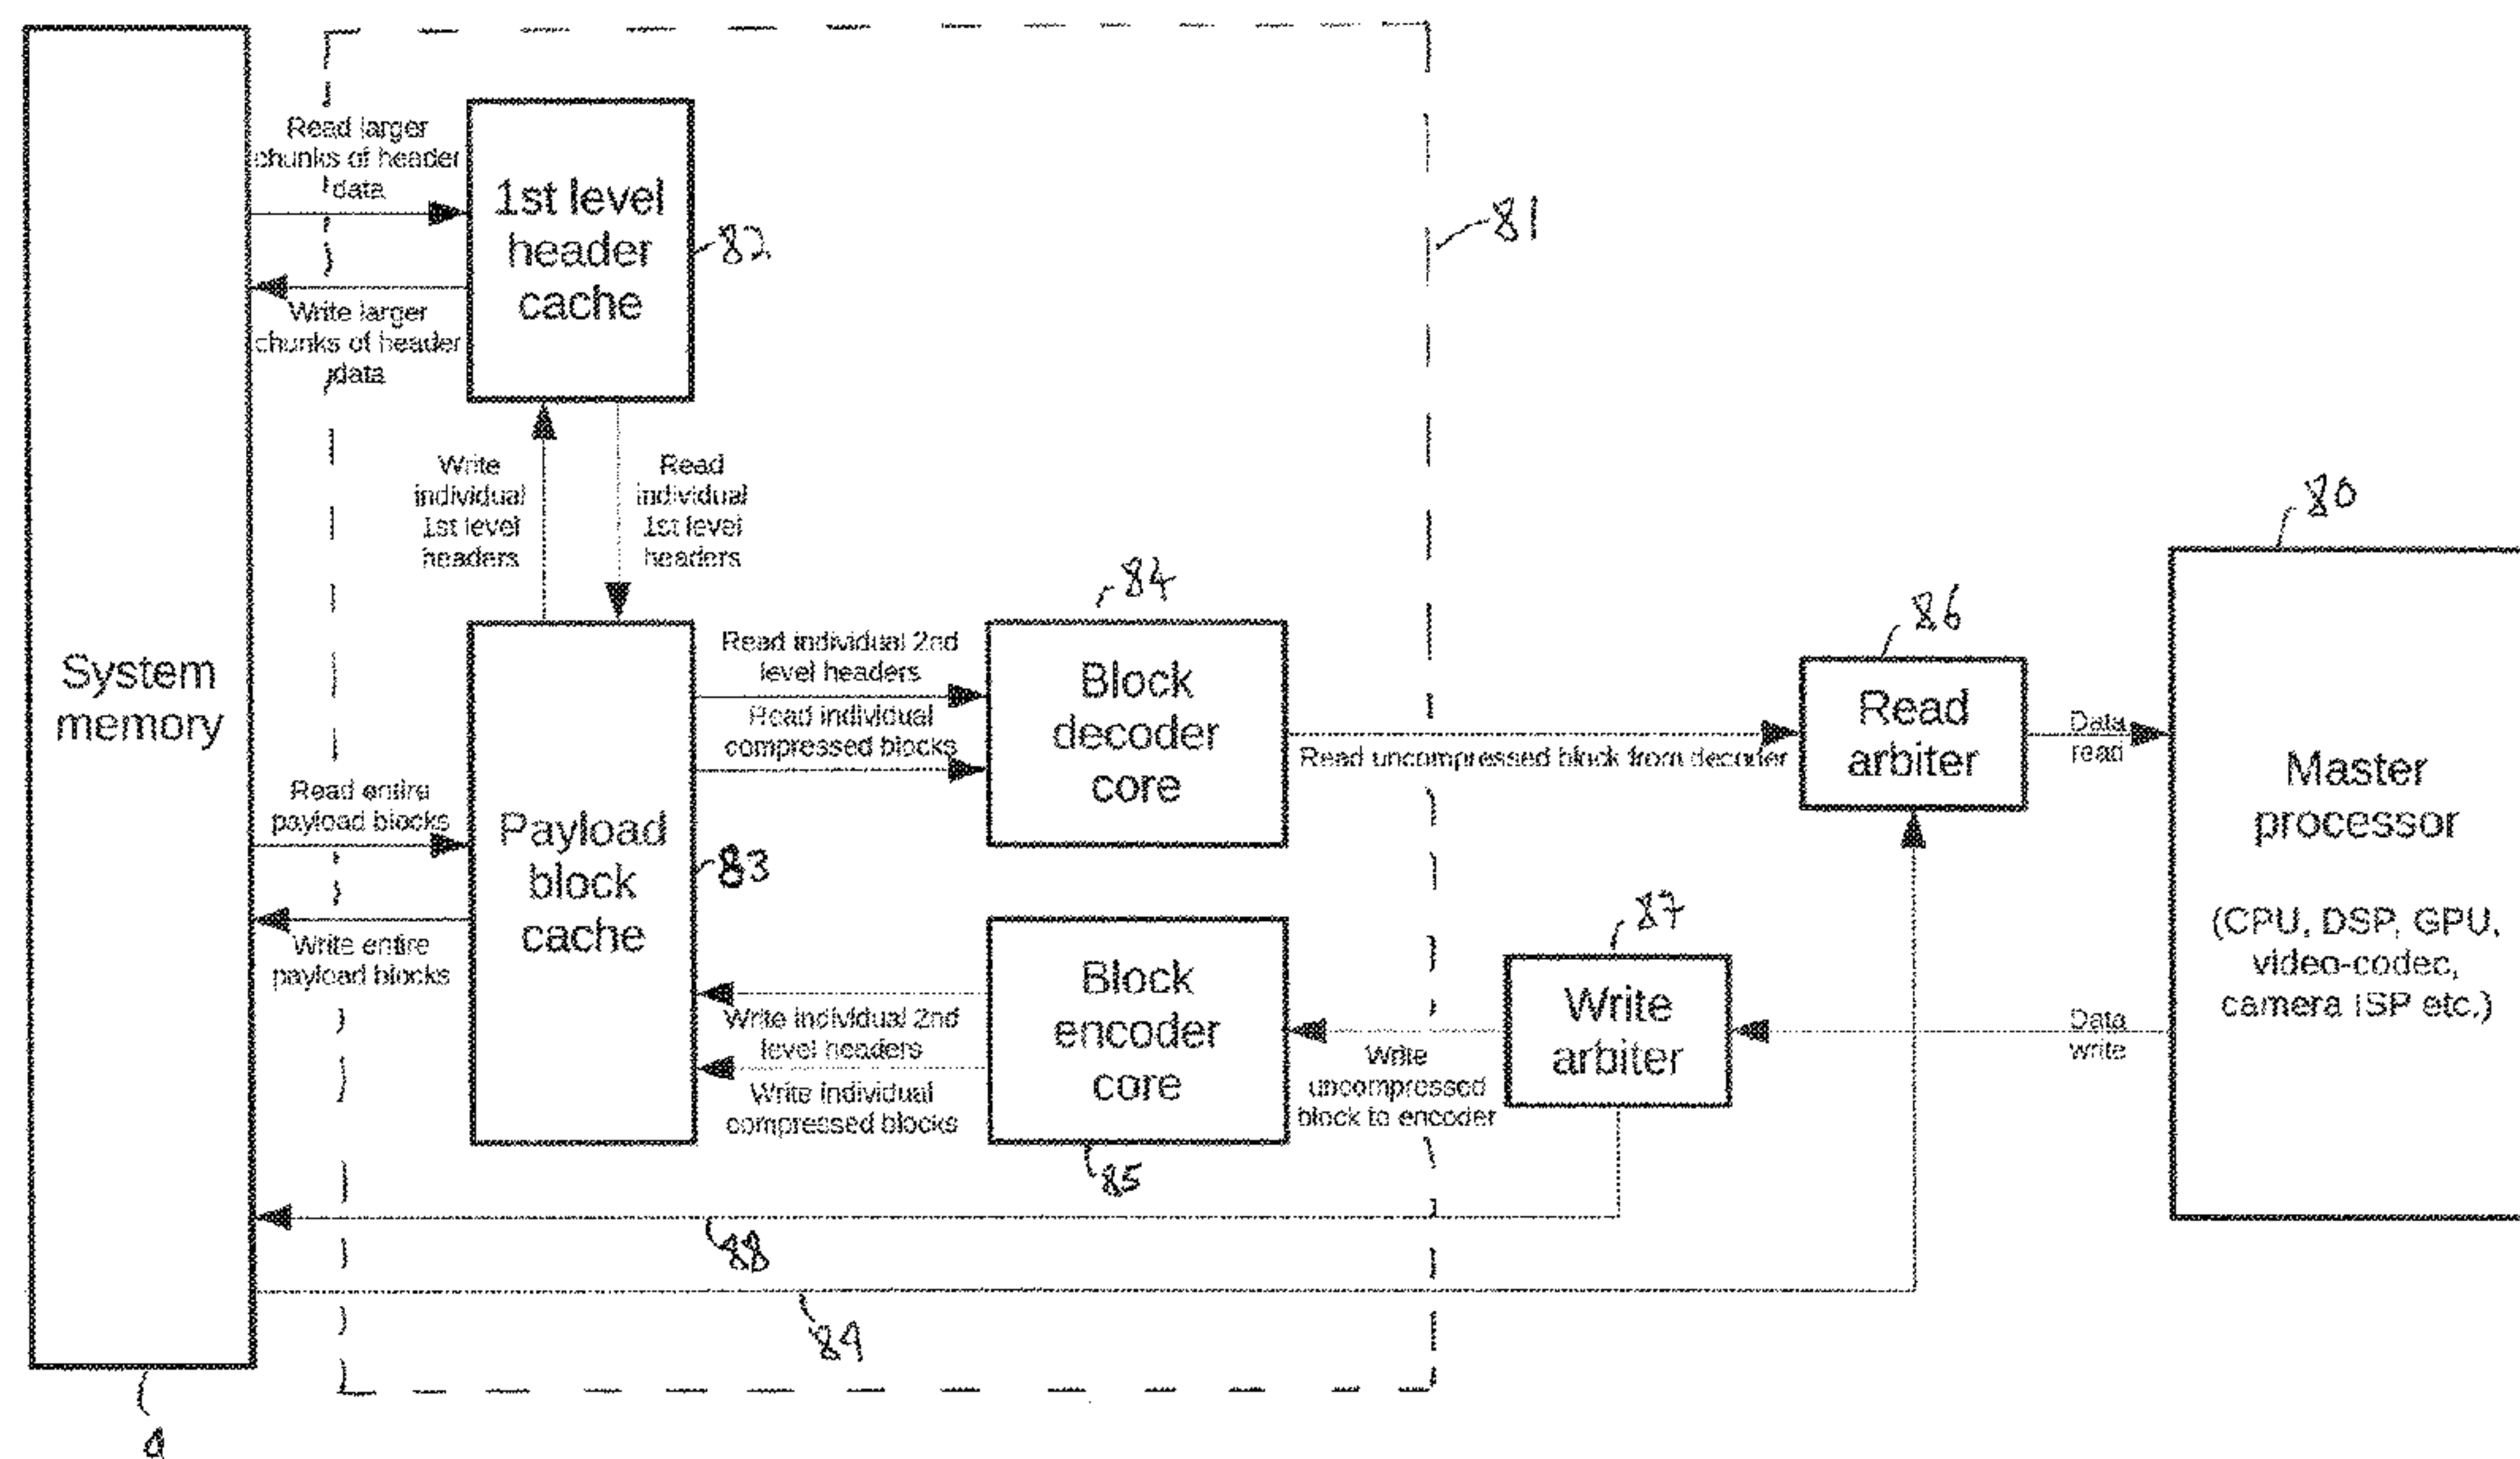 Read larger
chunks of header
data
1st level
header
cache
82
81
Write larger
chunks of header
data
Write
individual
1st level
headers
Read
individual
1st level
headers
80
84
86
System
memory
Read individual 2nd
level headers
Read individual
compressed blocks
Block
decoder
core
Read uncompressed block from decoder
Read
arbiter
Data
read
Master
processor
(CPU, DSP, GPU,
video-codec,
camera ISP etc.)
Read entire
payload blocks
Payload
block
cache
83
Write entire
payload blocks
87
Block
encoder
core
Write individual 2nd
level headers
Write individual
compressed blocks
Write
uncompressed
block to encoder
Write
arbiter
Data
write
85
88
89